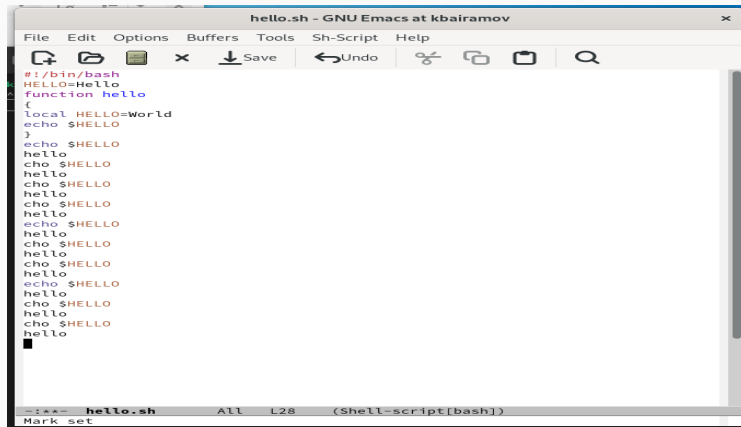 hello.sh - GNU Emacs at kbairamov
File Edit Options Buffers Tools Sh-Script Help
Save Undo
#!/bin/bash
HELLO=Hello
function hello
{
local HELLO=World
echo $HELLO
}
echo $HELLO
hello
cho $HELLO
hello
cho $HELLO
hello
cho $HELLO
hello
echo $HELLO
hello
cho $HELLO
hello
cho $HELLO
hello
echo $HELLO
hello
cho $HELLO
hello
cho $HELLO
hello
-:**- hello.sh All L28 (Shell-script[bash])
Mark set